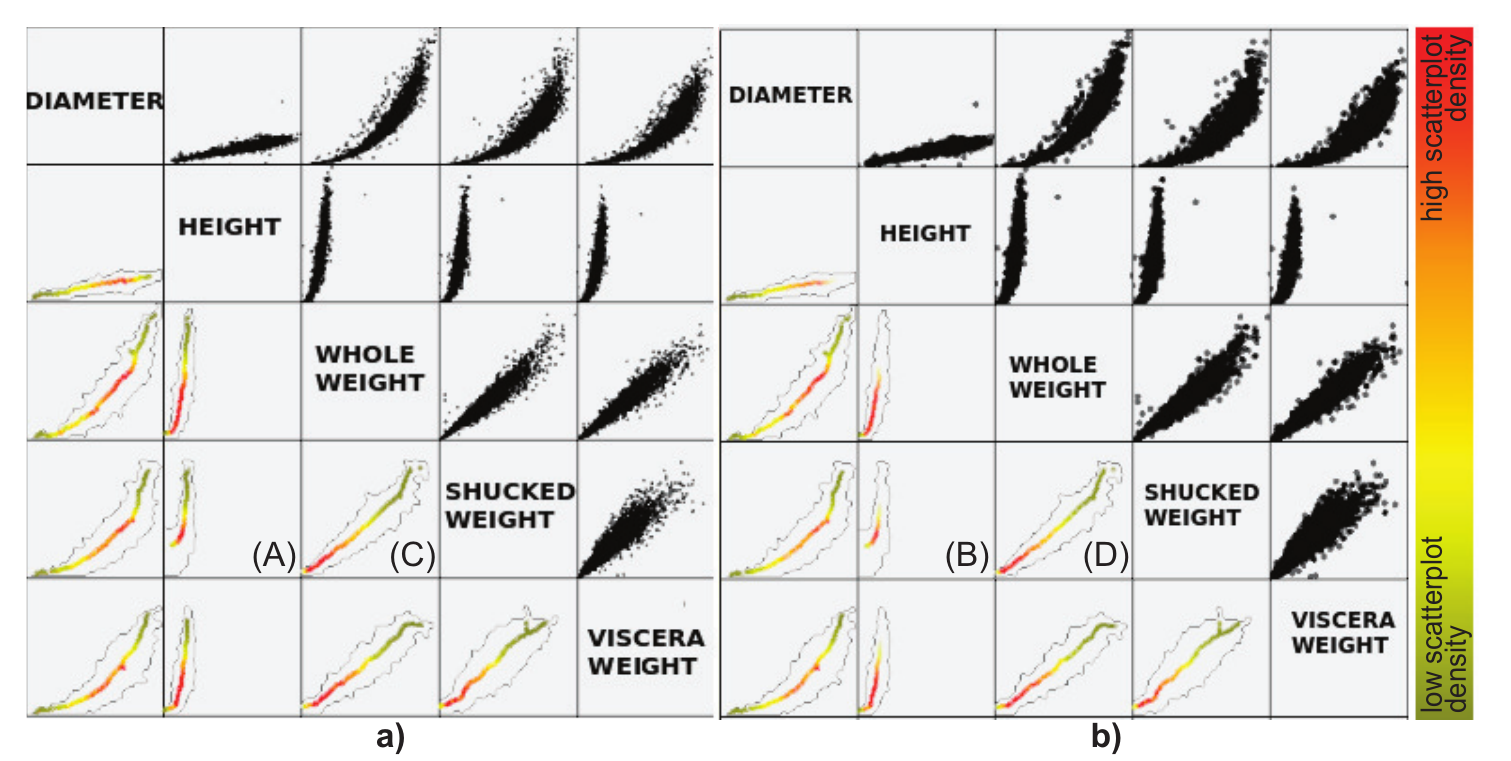 DIAMETER
HEIGHT
WHOLE
WEIGHT
SHUCKED
WEIGHT
(A)
(C)
VISCERA
WEIGHT
a)
DIAMETER
HEIGHT
WHOLE
WEIGHT
SHUCKED
WEIGHT
(B)
(D)
VISCERA
WEIGHT
b)
high scatterplot
density
low scatterplot
density